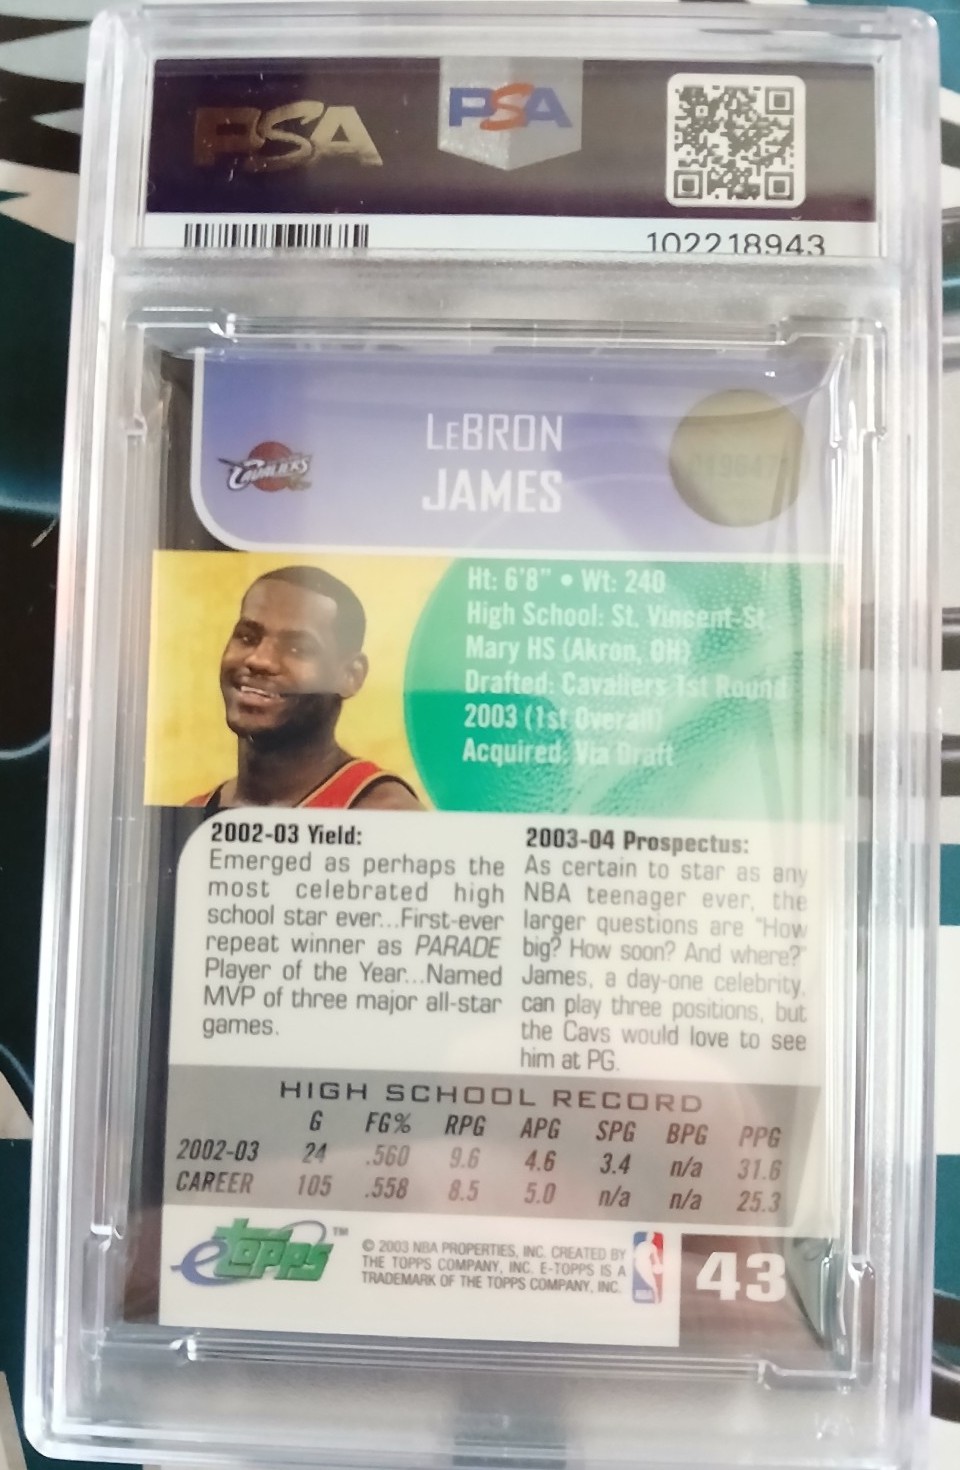 PSA
PSA
102218943
CAVALIERS
LeBRON
JAMES
Ht: 6'8" • Wt: 240
High School: St. Vincent-St.
Mary HS (Akron, OH)
Drafted: Cavaliers 1st Round
2003 (1st Overall)
Acquired: Via Draft
2002-03 Yield:
Emerged as perhaps the
most celebrated high
school star ever...First-ever
repeat winner as PARADE
Player of the Year...Named
MVP of three major all-star
games.
2003-04 Prospectus:
As certain to star as any
NBA teenager ever, the
larger questions are "How
big? How soon? And where?"
James, a day-one celebrity,
can play three positions, but
the Cavs would love to see
him at PG.
HIGH SCHOOL RECORD
G FG% RPG APG SPG BPG PPG
2002-03 24 .560 9.6 4.6 3.4 n/a 31.6
CAREER 105 .558 8.5 5.0 n/a n/a 25.3
etopps™
© 2003 NBA PROPERTIES, INC. CREATED BY
THE TOPPS COMPANY, INC. E-TOPPS IS A
TRADEMARK OF THE TOPPS COMPANY, INC.
43